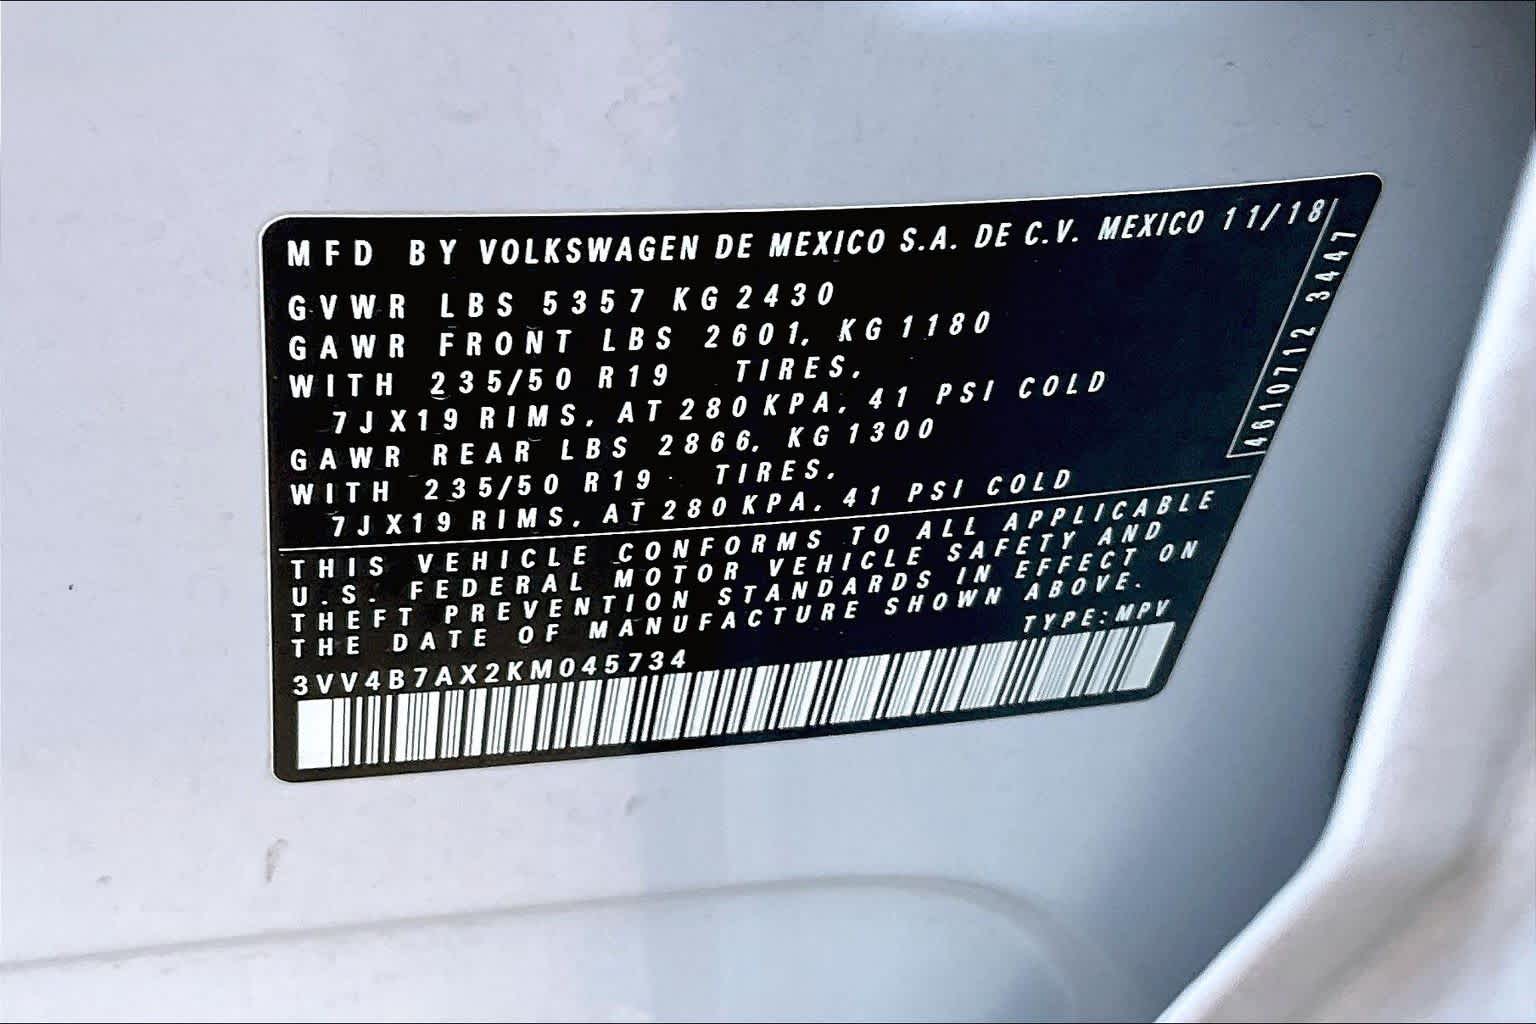 MFD BY VOLKSWAGEN DE MEXICO S.A. DE C.V. MEXICO 11/18
GVWR LBS 5357 KG 2430
GAWR FRONT LBS 2601, KG 1180
WITH 235/50 R19 TIRES,
7JX19 RIMS, AT 280 KPA, 41 PSI COLD
GAWR REAR LBS 2866, KG 1300
WITH 235/50 R19 TIRES,
7JX19 RIMS, AT 280 KPA, 41 PSI COLD
4610712 3447
THIS VEHICLE CONFORMS TO ALL APPLICABLE
U.S. FEDERAL MOTOR VEHICLE SAFETY AND
THEFT PREVENTION STANDARDS IN EFFECT ON
THE DATE OF MANUFACTURE SHOWN ABOVE.
TYPE:MPV
3VV4B7AX2KM045734